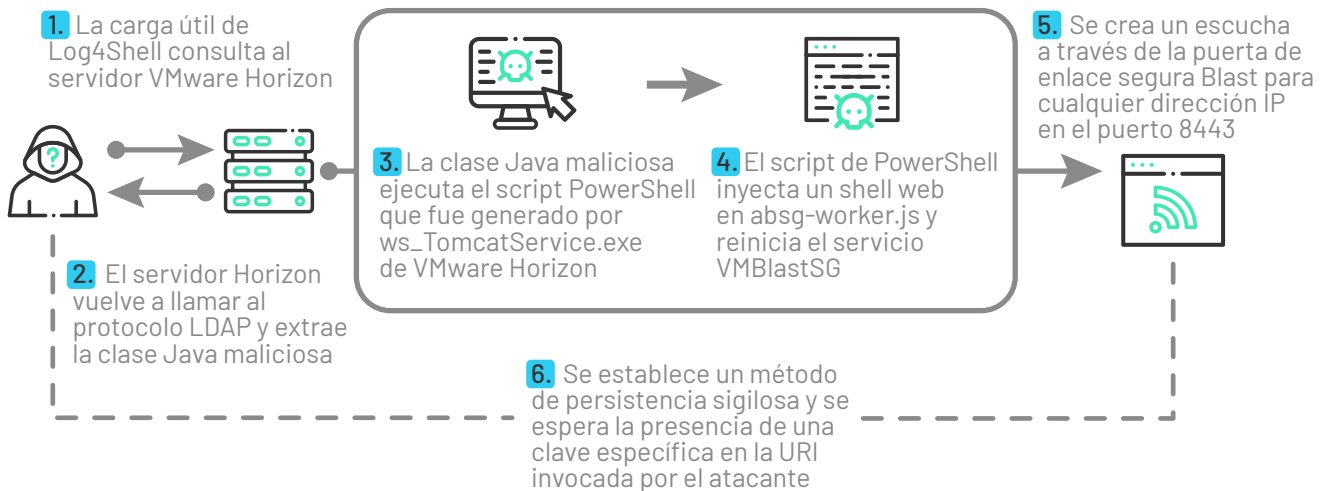 1. La carga útil de
Log4Shell consulta al
servidor VMware Horizon
?
2. El servidor Horizon
vuelve a llamar al
protocolo LDAP y extrae
la clase Java maliciosa
3. La clase Java maliciosa
ejecuta el script PowerShell
que fue generado por
ws_TomcatService.exe
de VMware Horizon
4. El script de PowerShell
inyecta un shell web
en absg-worker.js y
reinicia el servicio
VMBlastSG
5. Se crea un escucha
a través de la puerta de
enlace segura Blast para
cualquier dirección IP
en el puerto 8443
6. Se establece un método
de persistencia sigilosa y se
espera la presencia de una
clave específica en la URI
invocada por el atacante